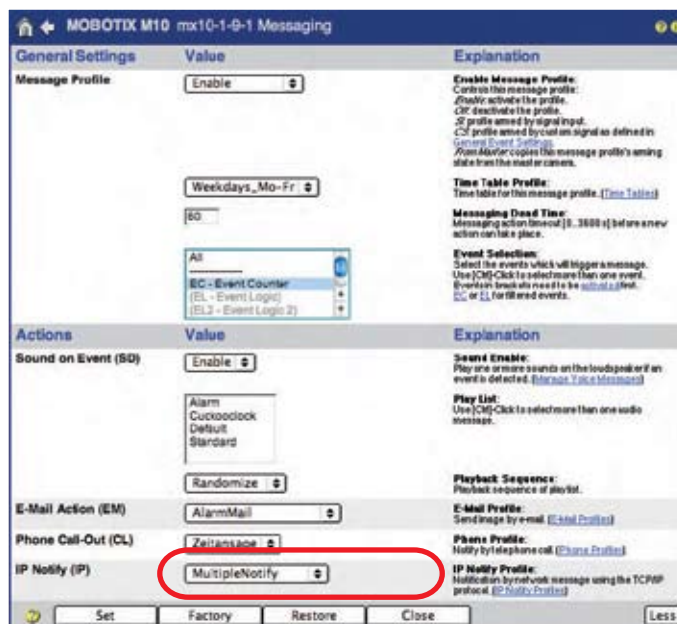 MOBOTIX M10 mx10-1-9-1 Messaging
General Settings Value Explanation
Message Profile Enable Enable Message Profile:
Controls this message profile:
Enable: activate the profile.
Off: deactivate the profile.
SI: profile armed by signal input.
CS: profile armed by custom signal as defined in
General Event Settings.
From Master: copies this message profile's arming
state from the master camera.
Weekdays_Mo-Fr Time Table Profile:
Time table for this message profile. (Time Tables)
60 Messaging Dead Time:
Messaging action timeout [0..3600 s] before a new
action can take place.
All Event Selection:
Select the events which will trigger a message.
---------------
Use [Ctrl]-Click to select more than one event.
EC - Event Counter
Events in brackets need to be activated first.
(EL - Event Logic)
EC or EL for filtered events.
(EL2 - Event Logic 2)
Actions Value Explanation
Sound on Event (SD) Enable Sound Enable:
Play one or more sounds on the loudspeaker if an
event is detected. (Manage Voice Messages)
Alarm Play List:
Cuckooclock Use [Ctrl]-Click to select more than one audio
Default message.
Standard
Randomize Playback Sequence:
Playback sequence of playlist.
E-Mail Action (EM) AlarmMail E-Mail Profile:
Send image by e-mail. (E-Mail Profiles)
Phone Call-Out (CL) Zeitansage Phone Profile:
Notify by telephone call. (Phone Profiles)
IP Notify (IP) MultipleNotify IP Notify Profile:
Notification by network message using the TCP/IP
protocol. (IP Notify Profiles)
Set Factory Restore Close Less